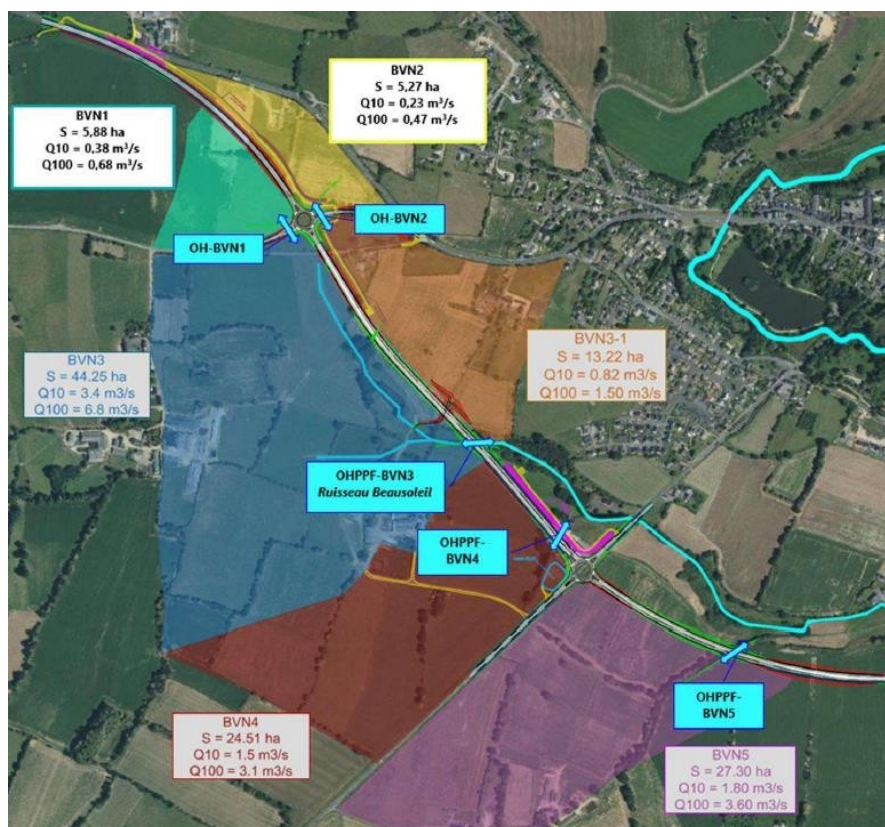 BVN2
S = 5,27 ha
Q10 = 0,23 m³/s
Q100 = 0,47 m³/s
BVN1
S = 5,88 ha
Q10 = 0,38 m³/s
Q100 = 0,68 m³/s
OH-BVN2
OH-BVN1
BVN3-1
S = 13.22 ha
Q10 = 0.82 m3/s
Q100 = 1.50 m3/s
BVN3
S = 44.25 ha
Q10 = 3.4 m3/s
Q100 = 6.8 m3/s
OHPPF-BVN3
Ruisseau Beausoleil
OHPPF-
BVN4
OHPPF-
BVN5
BVN4
S = 24.51 ha
Q10 = 1.5 m3/s
Q100 = 3.1 m3/s
BVN5
S = 27.30 ha
Q10 = 1.80 m3/s
Q100 = 3.60 m3/s